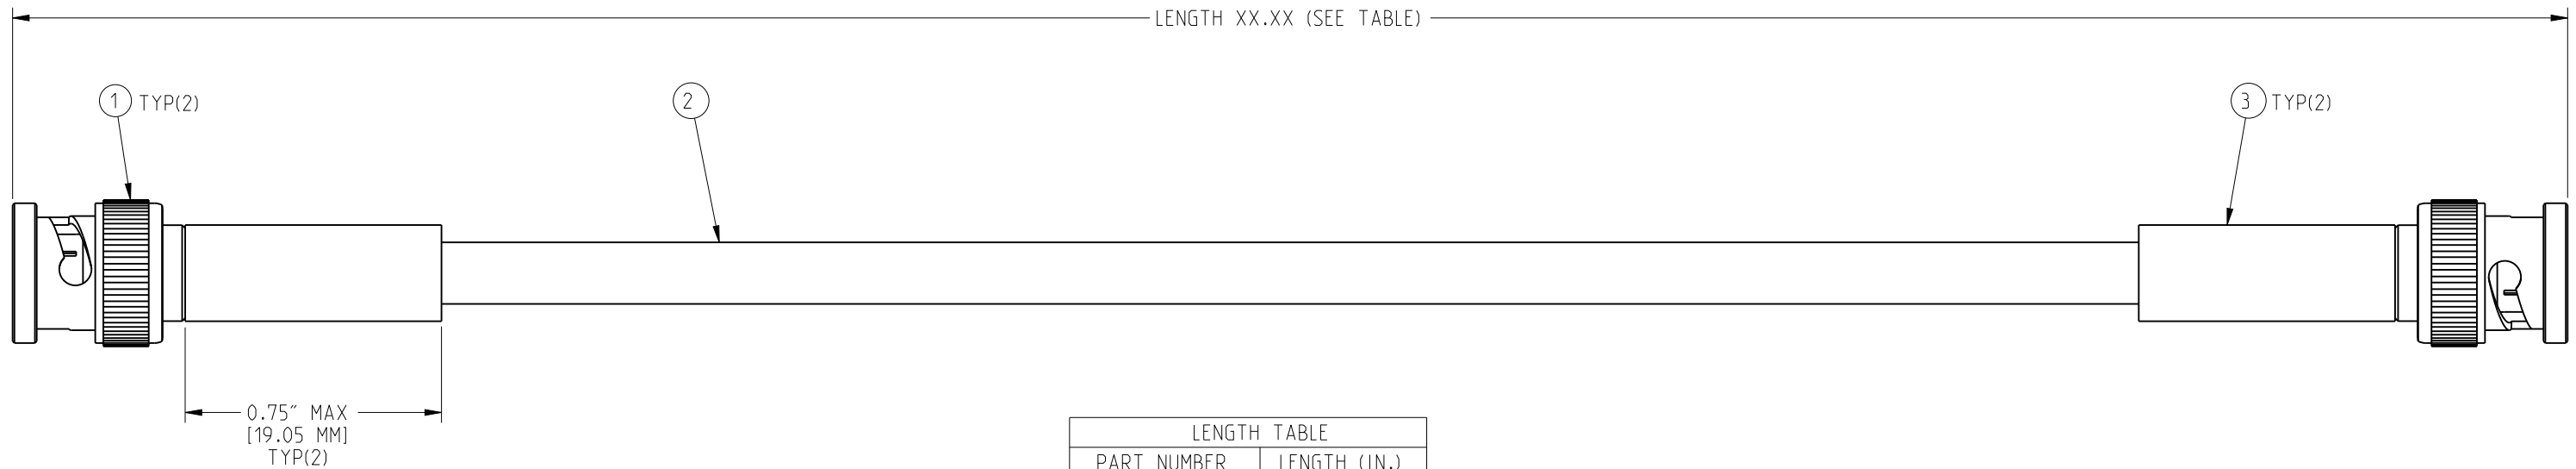 LENGTH XX.XX (SEE TABLE)
1 TYP(2)
2
3 TYP(2)
0.75" MAX
[19.05 MM]
TYP(2)
LENGTH TABLE
PART NUMBER LENGTH (IN.)